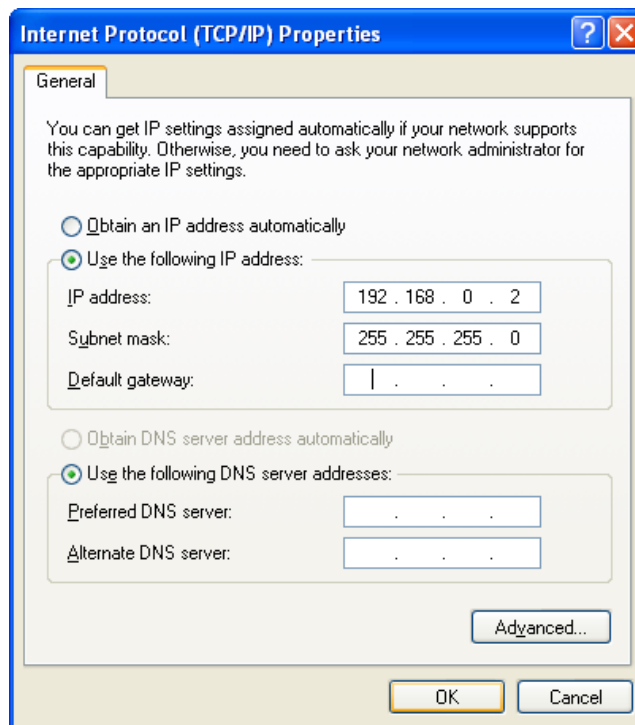 Internet Protocol (TCP/IP) Properties
General
You can get IP settings assigned automatically if your network supports
this capability. Otherwise, you need to ask your network administrator for
the appropriate IP settings.
Obtain an IP address automatically
Use the following IP address:
IP address: 192 . 168 . 0 . 2
Subnet mask: 255 . 255 . 255 . 0
Default gateway: . . .
Obtain DNS server address automatically
Use the following DNS server addresses:
Preferred DNS server: . . .
Alternate DNS server: . . .
Advanced...
OK Cancel